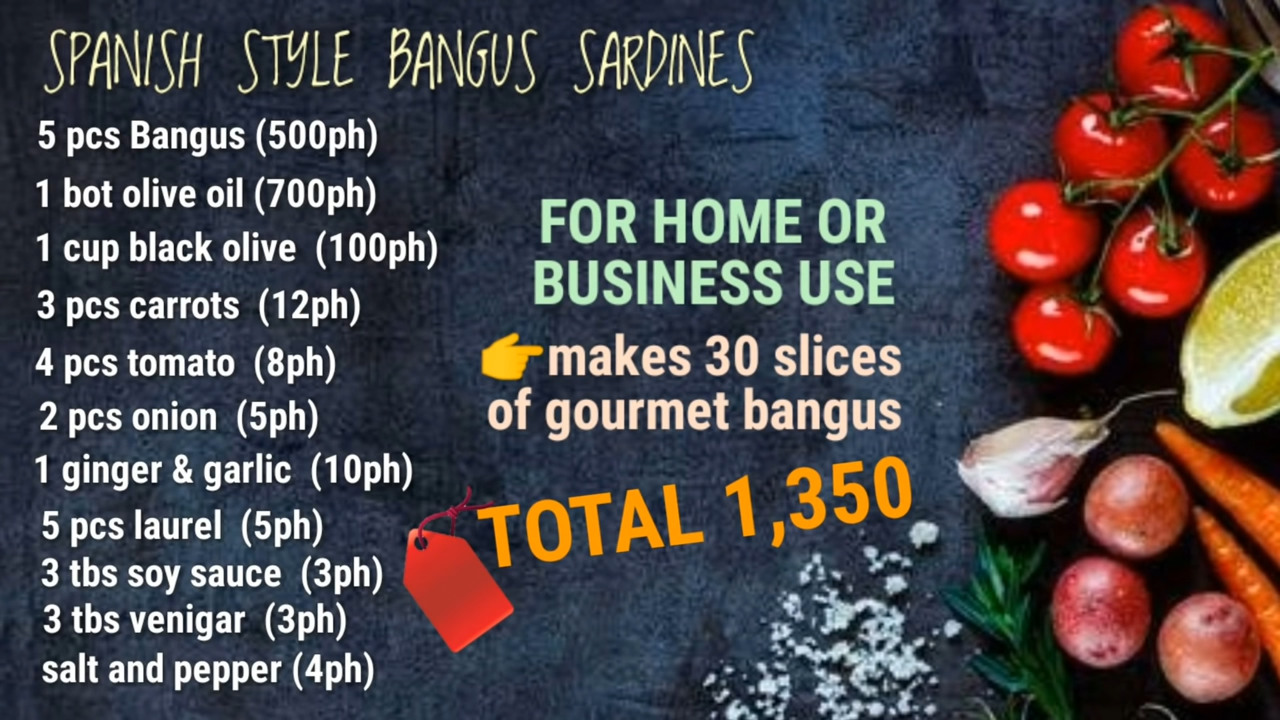 SPANISH STYLE BANGUS SARDINES
5 pcs Bangus (500ph)
1 bot olive oil (700ph)
1 cup black olive (100ph)
3 pcs carrots (12ph)
4 pcs tomato (8ph)
2 pcs onion (5ph)
1 ginger & garlic (10ph)
5 pcs laurel (5ph)
3 tbs soy sauce (3ph)
3 tbs venigar (3ph)
salt and pepper (4ph)
FOR HOME OR
BUSINESS USE
👉makes 30 slices
of gourmet bangus
TOTAL 1,350